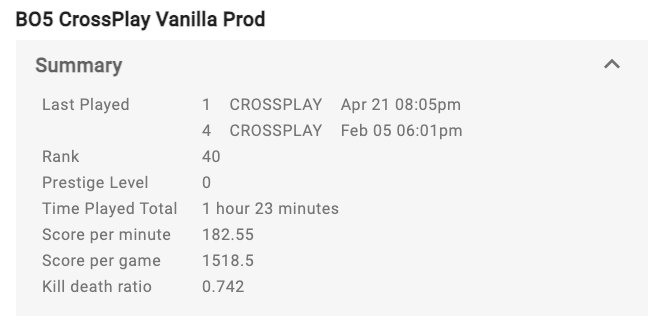 BO5 CrossPlay Vanilla Prod
Summary
Last Played 1 CROSSPLAY Apr 21 08:05pm
4 CROSSPLAY Feb 05 06:01pm
Rank 40
Prestige Level 0
Time Played Total 1 hour 23 minutes
Score per minute 182.55
Score per game 1518.5
Kill death ratio 0.742